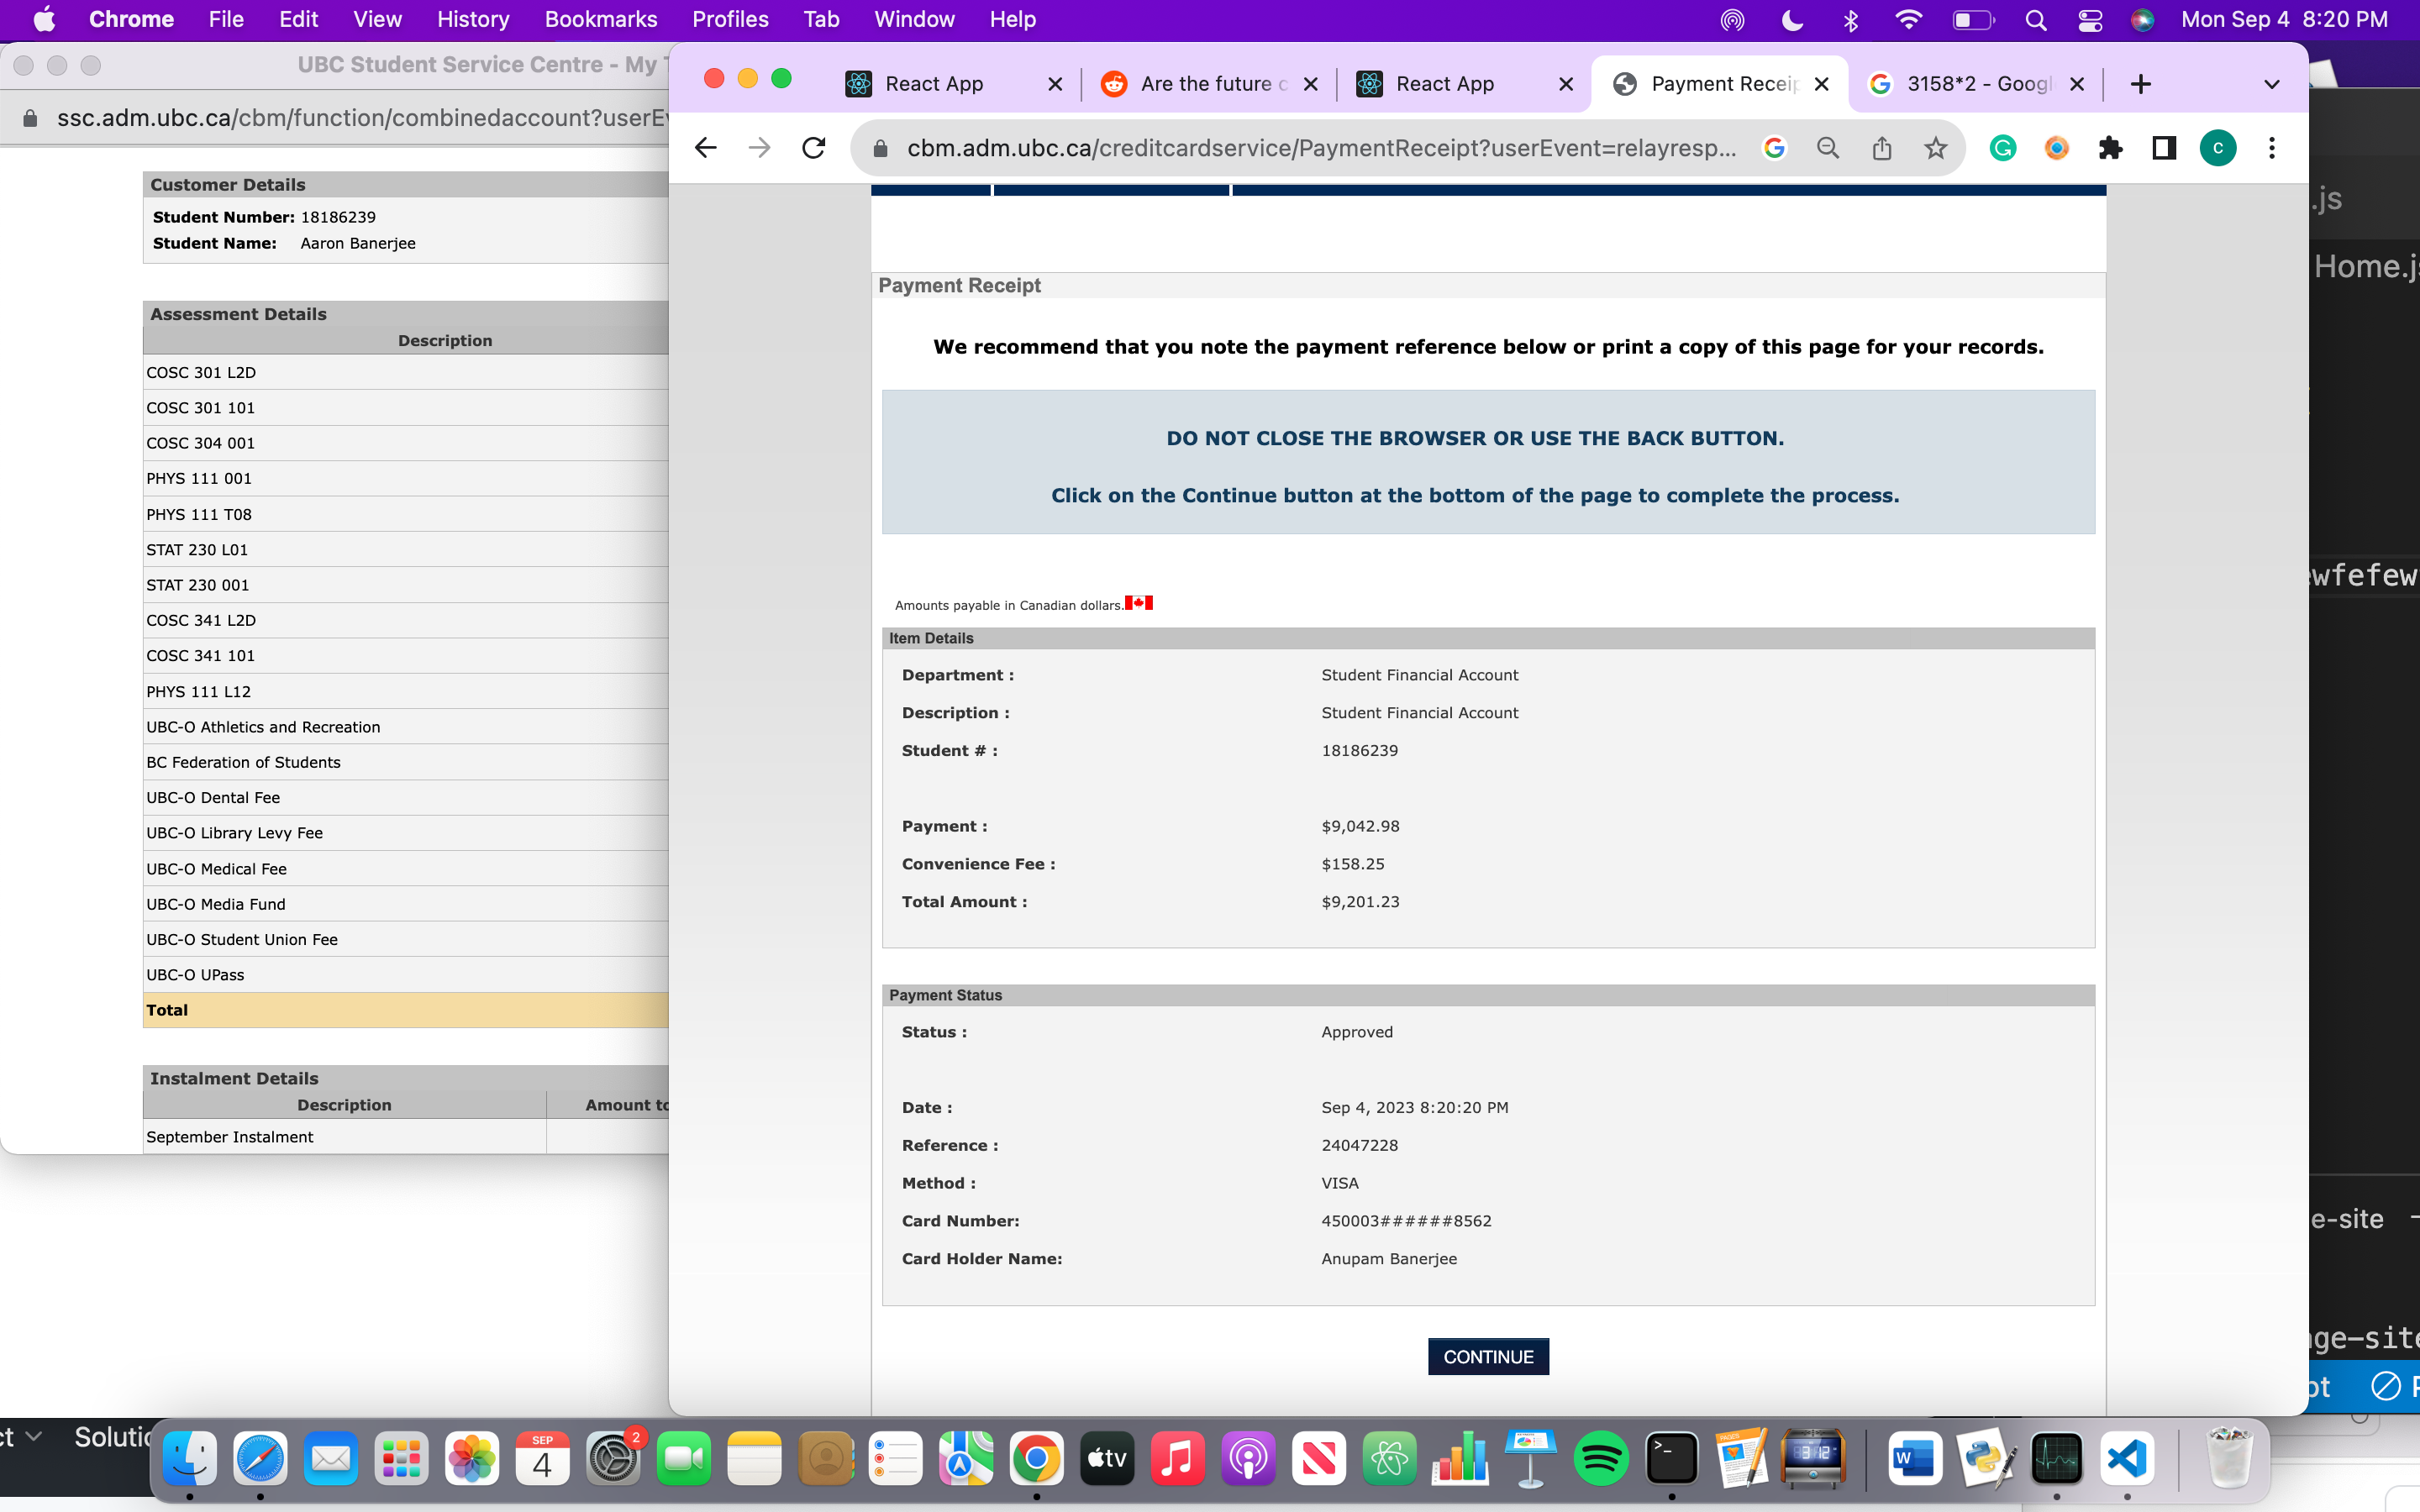 Chrome File Edit View History Bookmarks Profiles Tab Window Help Mon Sep 4 8:20 PM
UBC Student Service Centre - My
ssc.adm.ubc.ca/cbm/function/combinedaccount?userE
Customer Details
Student Number: 18186239
Student Name: Aaron Banerjee
Assessment Details
Description
COSC 301 L2D
COSC 301 101
COSC 304 001
PHYS 111 001
PHYS 111 T08
STAT 230 L01
STAT 230 001
COSC 341 L2D
COSC 341 101
PHYS 111 L12
UBC-O Athletics and Recreation
BC Federation of Students
UBC-O Dental Fee
UBC-O Library Levy Fee
UBC-O Medical Fee
UBC-O Media Fund
UBC-O Student Union Fee
UBC-O UPass
Total
Instalment Details
Description Amount to
September Instalment
React App Are the future React App Payment Receip 3158*2 - Googl
cbm.adm.ubc.ca/creditcardservice/PaymentReceipt?userEvent=relayresp...
Payment Receipt
We recommend that you note the payment reference below or print a copy of this page for your records.
DO NOT CLOSE THE BROWSER OR USE THE BACK BUTTON.
Click on the Continue button at the bottom of the page to complete the process.
Amounts payable in Canadian dollars.
Item Details
Department : Student Financial Account
Description : Student Financial Account
Student # : 18186239
Payment : $9,042.98
Convenience Fee : $158.25
Total Amount : $9,201.23
Payment Status
Status : Approved
Date : Sep 4, 2023 8:20:20 PM
Reference : 24047228
Method : VISA
Card Number: 450003######8562
Card Holder Name: Anupam Banerjee
CONTINUE
.js
Home.j
wfefew
e-site
ge-site
pt
ct Solutio
SEP
4
2
tv
PAGES
W